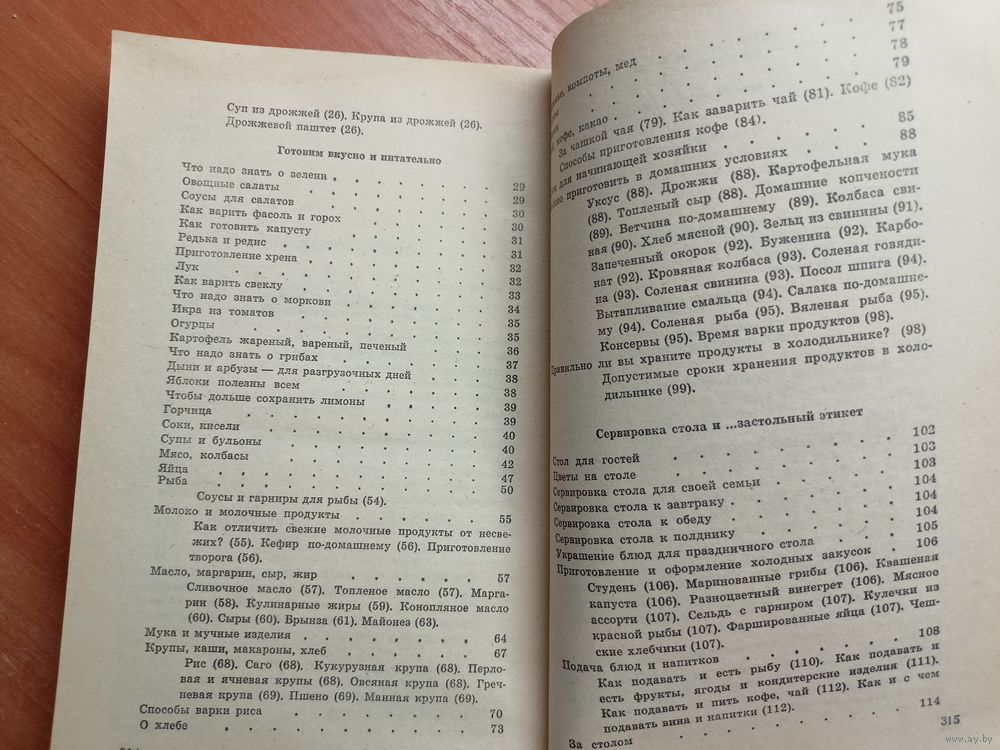 Суп из дрожжей (26). Крупа из дрожжей (26).
Дрожжевой паштет (26).
Готовим вкусно и питательно
Что надо знать о зелени . . . . . . 29
Овощные салаты . . . . . . 29
Соусы для салатов . . . . . . 30
Как варить фасоль и горох . . . . . 30
Как готовить капусту . . . . . . 31
Редька и редис . . . . . . 31
Приготовление хрена . . . . . . 32
Лук . . . . . . 32
Как варить свеклу . . . . . . 33
Что надо знать о моркови . . . . . 34
Икра из томатов . . . . . . 35
Огурцы . . . . . . 35
Картофель жареный, вареный, печеный . . . . 36
Что надо знать о грибах . . . . . 37
Дыни и арбузы — для разгрузочных дней . . . . 38
Яблоки полезны всем . . . . . . 38
Чтобы дольше сохранить лимоны . . . . . 39
Горчица . . . . . . 39
Соки, кисели . . . . . . 40
Супы и бульоны . . . . . . 40
Мясо, колбасы . . . . . . 42
Яйца . . . . . . 47
Рыба . . . . . . 50
Соусы и гарниры для рыбы (54).
Молоко и молочные продукты . . . . . 55
Как отличить свежие молочные продукты от несве-
жих? (55). Кефир по-домашнему (56). Приготовление
творога (56).
Масло, маргарин, сыр, жир . . . . . 57
Сливочное масло (57). Топленое масло (57). Марга-
рин (58). Кулинарные жиры (59). Конопляное масло
(60). Сыры (60). Брынза (61). Майонез (63).
Мука и мучные изделия . . . . . . 64
Крупы, каши, макароны, хлеб . . . . . 67
Рис (68). Саго (68). Кукурузная крупа (68). Перло-
вая и ячневая крупы (68). Овсяная крупа (68). Греч-
невая крупа (69). Пшено (69). Манная крупа (69).
Способы варки риса . . . . . . 70
О хлебе . . . . . . 73
75
77
78
компоты, мед . . . . . . 79
кофе, какао . . . . . .
За чашкой чая (79). Как заварить чай (81). Кофе (82)
Способы приготовления кофе (84).
для начинающей хозяйки . . . . . 85
приготовить в домашних условиях . . . . 88
Уксус (88). Дрожжи (88). Картофельная мука
(88). Топленый сыр (88). Домашние копчености
(89). Ветчина по-домашнему (89). Колбаса сви-
ная (90). Хлеб мясной (90). Зельц из свинины (91).
Запеченный окорок (92). Буженина (92). Карбо-
нат (92). Кровяная колбаса (93). Соленая говяди-
на (93). Соленая свинина (93). Посол шпига (94).
Вытапливание смальца (94). Салака по-домашне-
му (94). Соленая рыба (95). Вяленая рыба (95).
Консервы (95). Время варки продуктов (98).
Правильно ли вы храните продукты в холодильнике? (98)
Допустимые сроки хранения продуктов в холо-
дильнике (99).
Сервировка стола и ...застольный этикет
Стол для гостей . . . . . . 102
Цветы на столе . . . . . . 103
Сервировка стола для своей семьи . . . . 103
Сервировка стола к завтраку . . . . . 104
Сервировка стола к обеду . . . . . 104
Сервировка стола к полднику . . . . . 104
Украшение блюд для праздничного стола . . . 105
Приготовление и оформление холодных закусок . . 106
Студень (106). Маринованные грибы (106). Квашеная
капуста (106). Разноцветный винегрет (106). Мясное
ассорти (107). Сельдь с гарниром (107). Кулечки из
красной рыбы (107). Фаршированные яйца (107). Чеш-
ские хлебчики (107).
Подача блюд и напитков . . . . . . 108
Как подавать и есть рыбу (110). Как подавать и
есть фрукты, ягоды и кондитерские изделия (111).
Как подавать и пить кофе, чай (112). Как и с чем
подавать вина и напитки (112).
За столом . . . . . . 114
315
www.ay.by